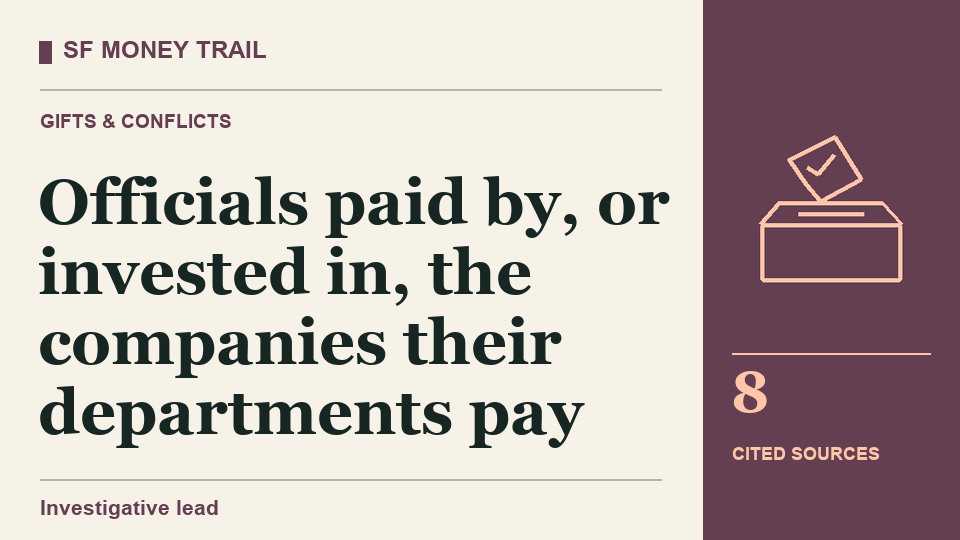 SF MONEY TRAIL
GIFTS & CONFLICTS
Officials paid by, or
invested in, the
companies their
departments pay
Investigative lead
8
CITED SOURCES